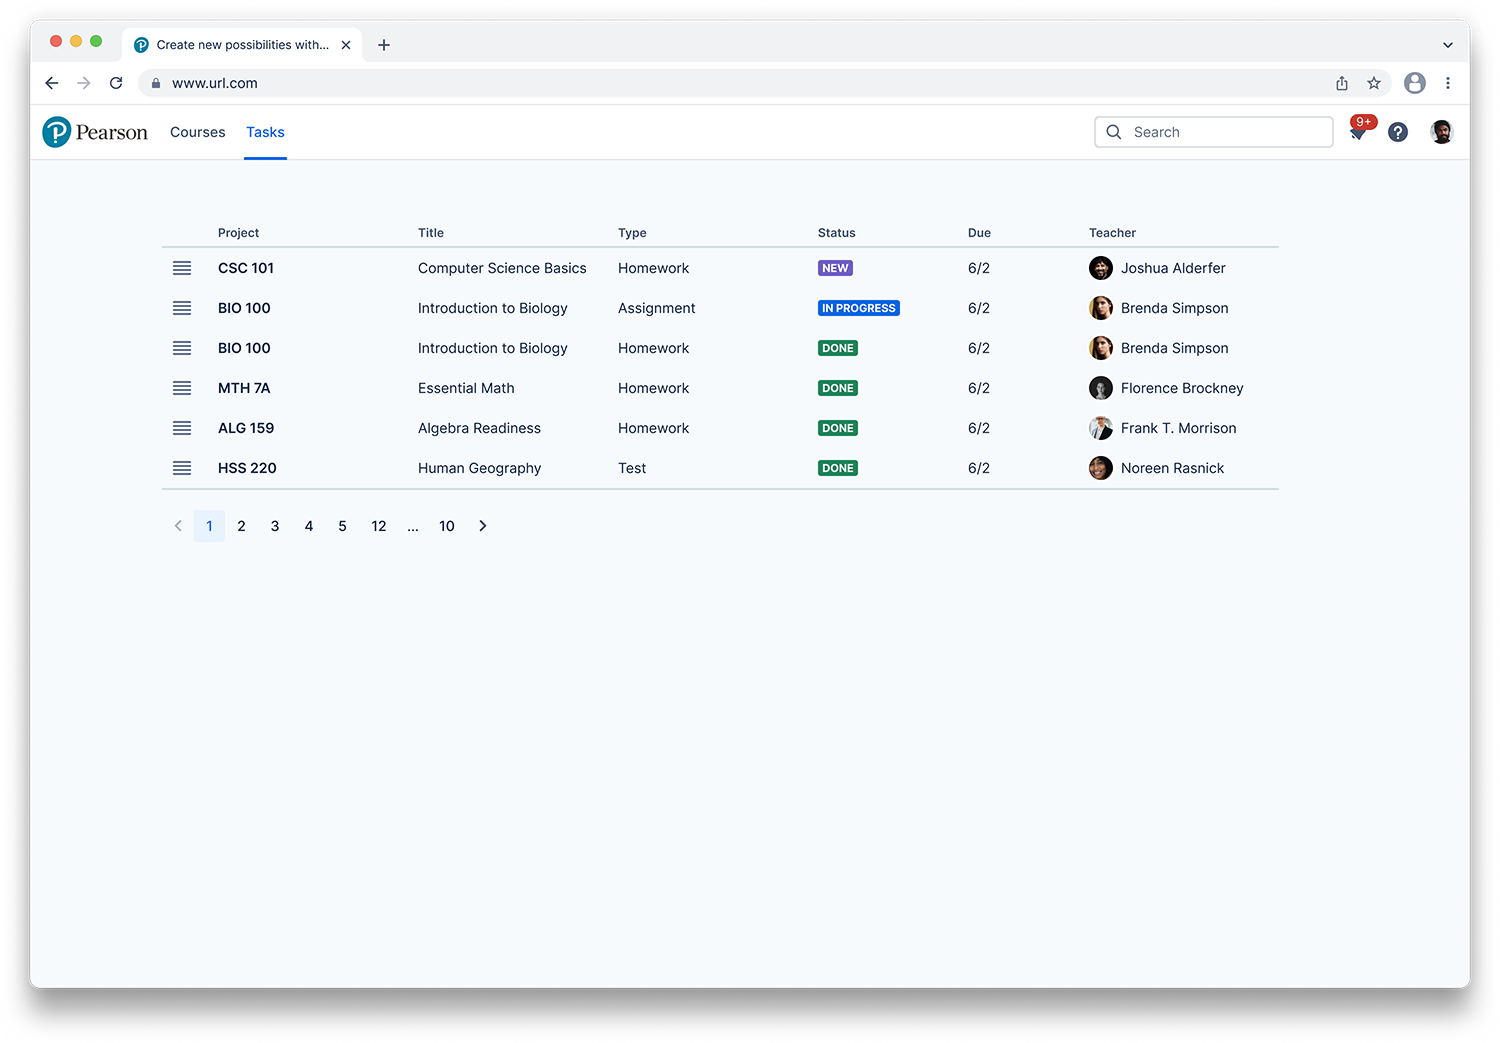 Create new possibilities with...
www.url.com
Pearson Courses Tasks Search 9+ ?
Project Title Type Status Due Teacher
CSC 101 Computer Science Basics Homework NEW 6/2 Joshua Alderfer
BIO 100 Introduction to Biology Assignment IN PROGRESS 6/2 Brenda Simpson
BIO 100 Introduction to Biology Homework DONE 6/2 Brenda Simpson
MTH 7A Essential Math Homework DONE 6/2 Florence Brockney
ALG 159 Algebra Readiness Homework DONE 6/2 Frank T. Morrison
HSS 220 Human Geography Test DONE 6/2 Noreen Rasnick
1 2 3 4 5 12 ... 10